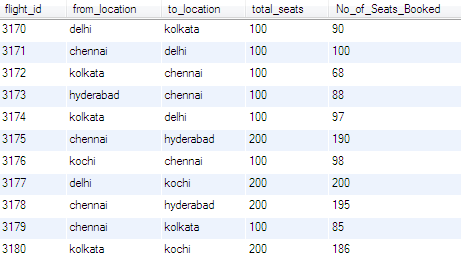 flight_id from_location to_location total_seats No_of_Seats_Booked
3170 delhi kolkata 100 90
3171 chennai delhi 100 100
3172 kolkata chennai 100 68
3173 hyderabad chennai 100 88
3174 kolkata delhi 100 97
3175 chennai hyderabad 200 190
3176 kochi chennai 100 98
3177 delhi kochi 200 200
3178 chennai hyderabad 200 195
3179 chennai kolkata 100 85
3180 kolkata kochi 200 186